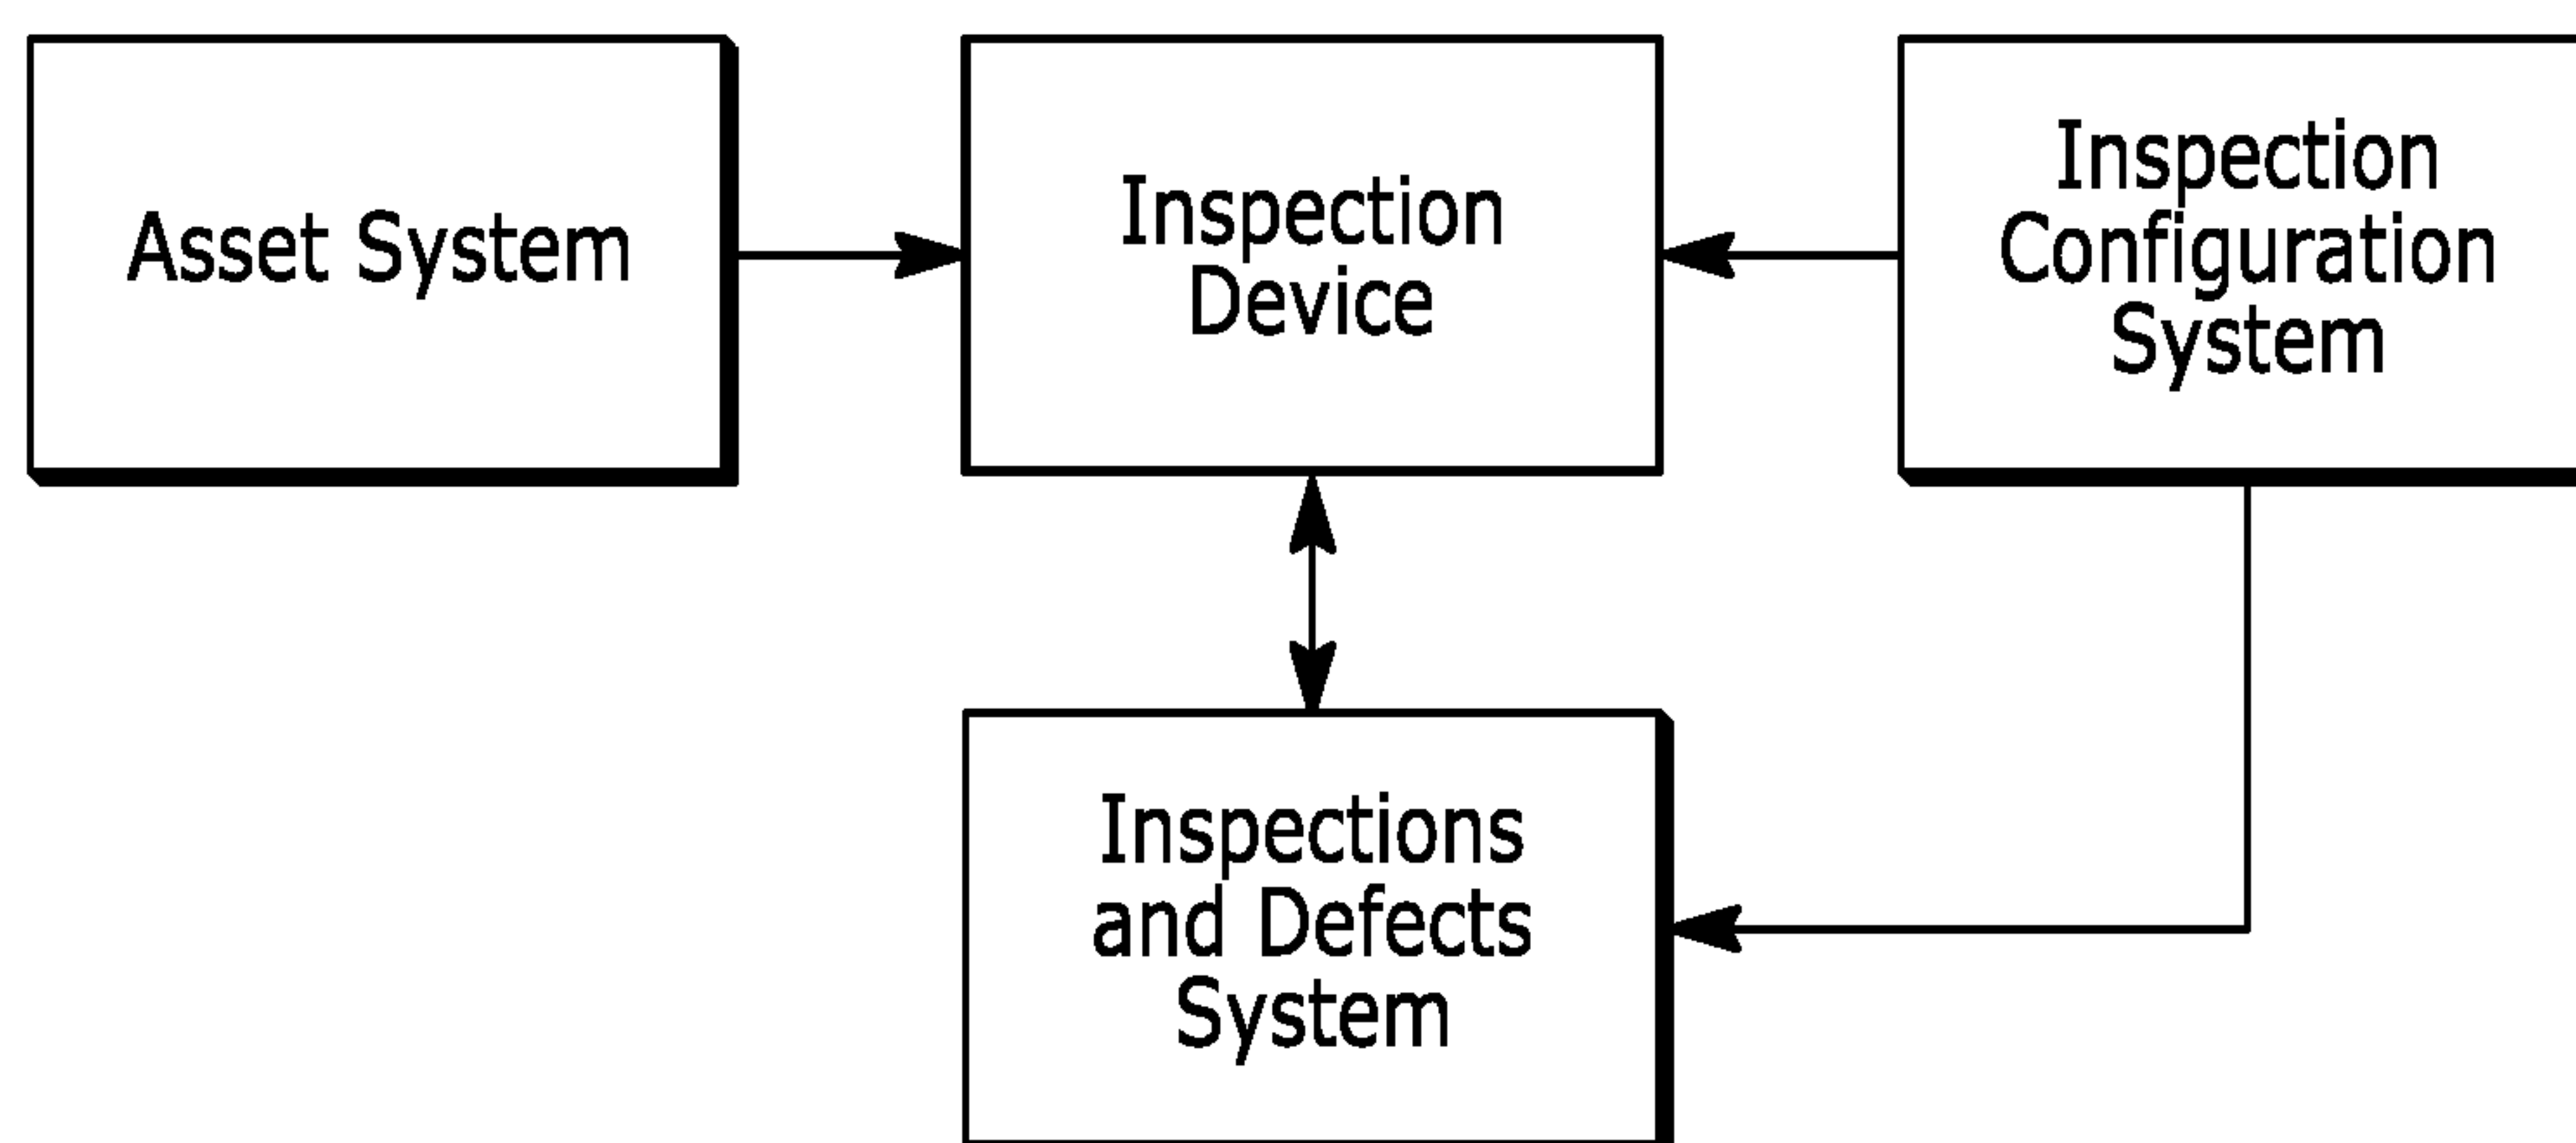 Asset System
Inspection
Device
Inspection
Configuration
System
Inspections
and Defects
System